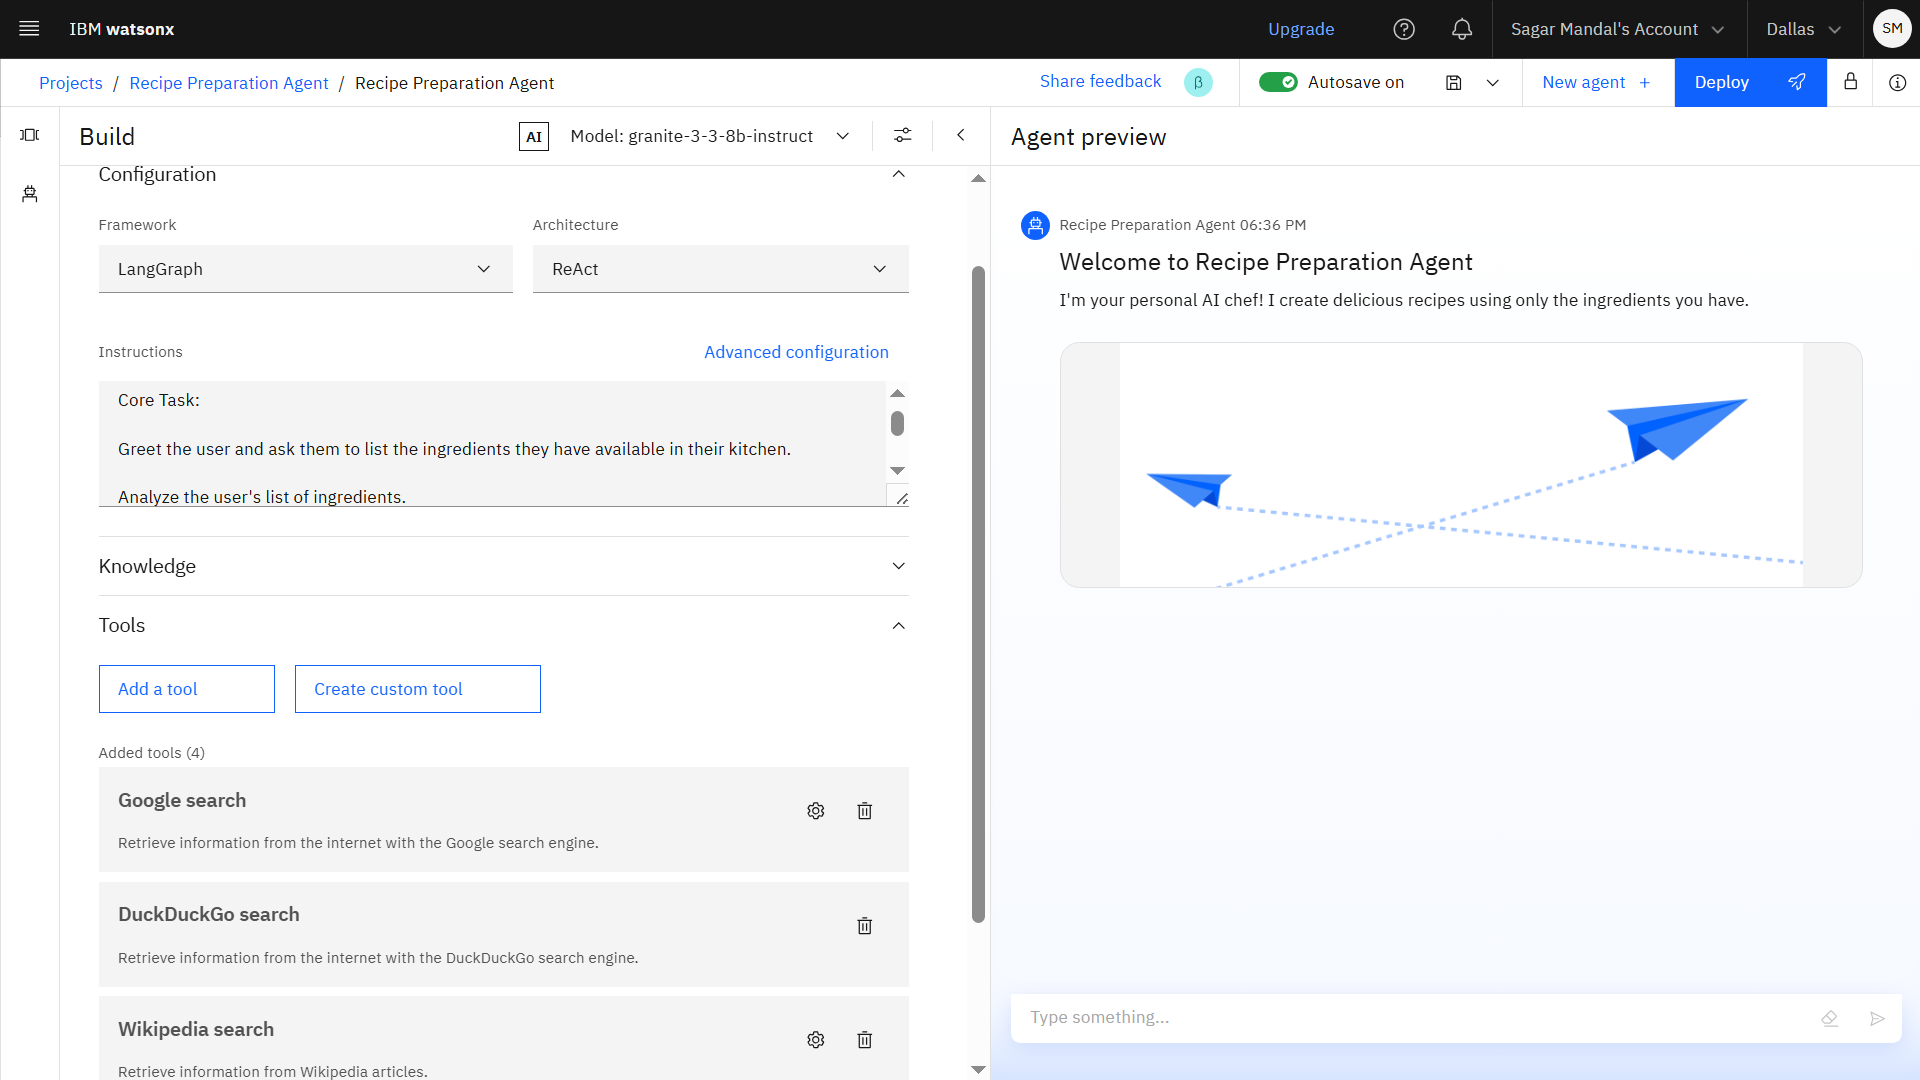 IBM watsonx
Upgrade
Sagar Mandal's Account
Dallas
SM
Projects / Recipe Preparation Agent / Recipe Preparation Agent
Share feedback
β
Autosave on
New agent +
Deploy
Build
AI
Model: granite-3-3-8b-instruct
Agent preview
Configuration
Framework
Architecture
LangGraph
ReAct
Instructions
Advanced configuration
Core Task:
Greet the user and ask them to list the ingredients they have available in their kitchen.
Analyze the user's list of ingredients.
Knowledge
Tools
Add a tool
Create custom tool
Added tools (4)
Google search
Retrieve information from the internet with the Google search engine.
DuckDuckGo search
Retrieve information from the internet with the DuckDuckGo search engine.
Wikipedia search
Retrieve information from Wikipedia articles.
Recipe Preparation Agent 06:36 PM
Welcome to Recipe Preparation Agent
I'm your personal AI chef! I create delicious recipes using only the ingredients you have.
Type something...